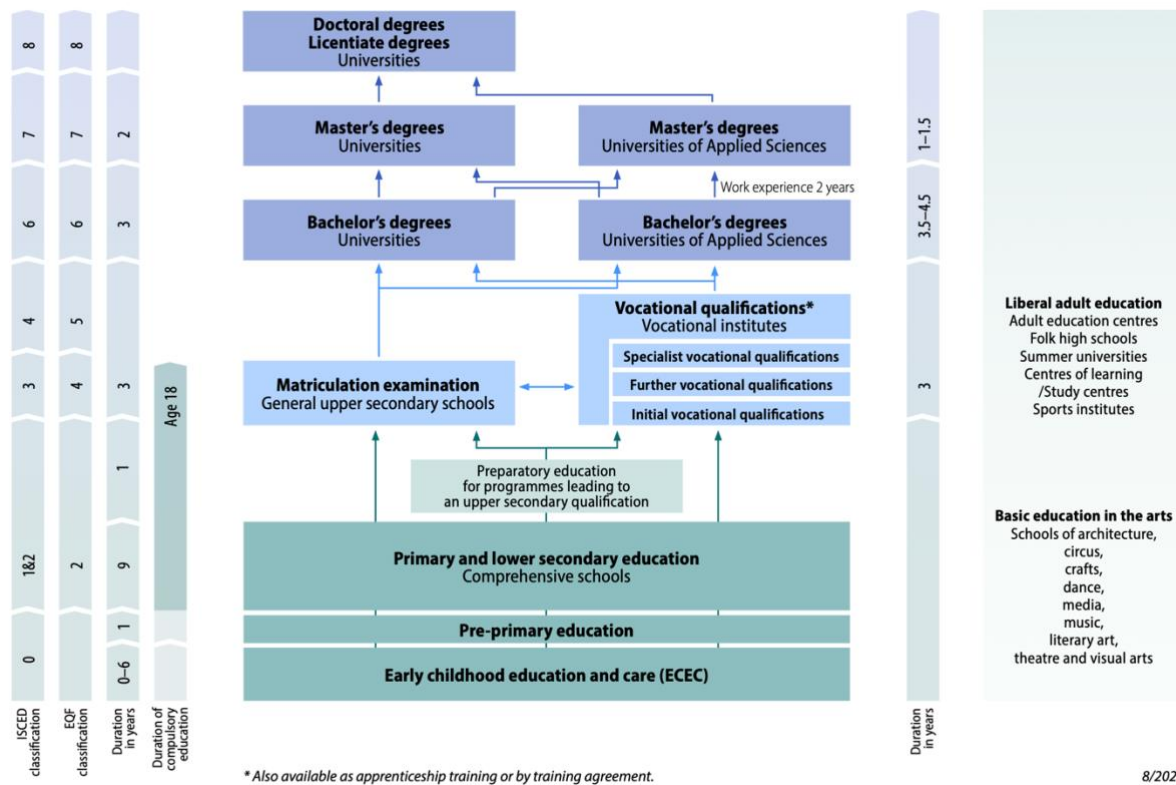 Doctoral degrees
Licentiate degrees
Universities
Master's degrees
Universities
Master's degrees
Universities of Applied Sciences
Work experience 2 years
Bachelor's degrees
Universities
Bachelor's degrees
Universities of Applied Sciences
Vocational qualifications*
Vocational institutes
Specialist vocational qualifications
Further vocational qualifications
Initial vocational qualifications
Matriculation examination
General upper secondary schools
Preparatory education
for programmes leading to
an upper secondary qualification
Primary and lower secondary education
Comprehensive schools
Pre-primary education
Early childhood education and care (ECEC)
8
7
6
4
3
1&2
0
ISCED
classification
8
7
6
5
4
2
EQF
classification
2
3
3
1
9
1
0–6
Duration
in years
Age 18
Duration of
compulsory
education
1–1.5
3.5–4.5
3
Duration
in years
Liberal adult education
Adult education centres
Folk high schools
Summer universities
Centres of learning
/Study centres
Sports institutes
Basic education in the arts
Schools of architecture,
circus,
crafts,
dance,
media,
music,
literary art,
theatre and visual arts
* Also available as apprenticeship training or by training agreement.
8/202